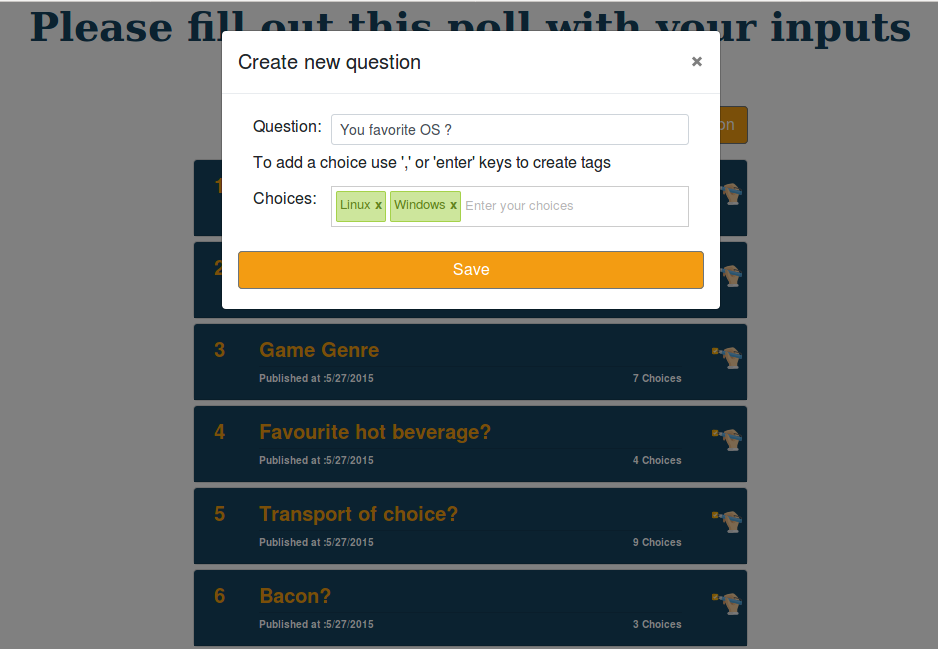 Please fill out this poll with your inputs
Create new question ×
on
Question: You favorite OS ?
To add a choice use ',' or 'enter' keys to create tags
Choices: Linux x Windows x Enter your choices
Save
1
2
3 Game Genre
Published at :5/27/2015 7 Choices
4 Favourite hot beverage?
Published at :5/27/2015 4 Choices
5 Transport of choice?
Published at :5/27/2015 9 Choices
6 Bacon?
Published at :5/27/2015 3 Choices